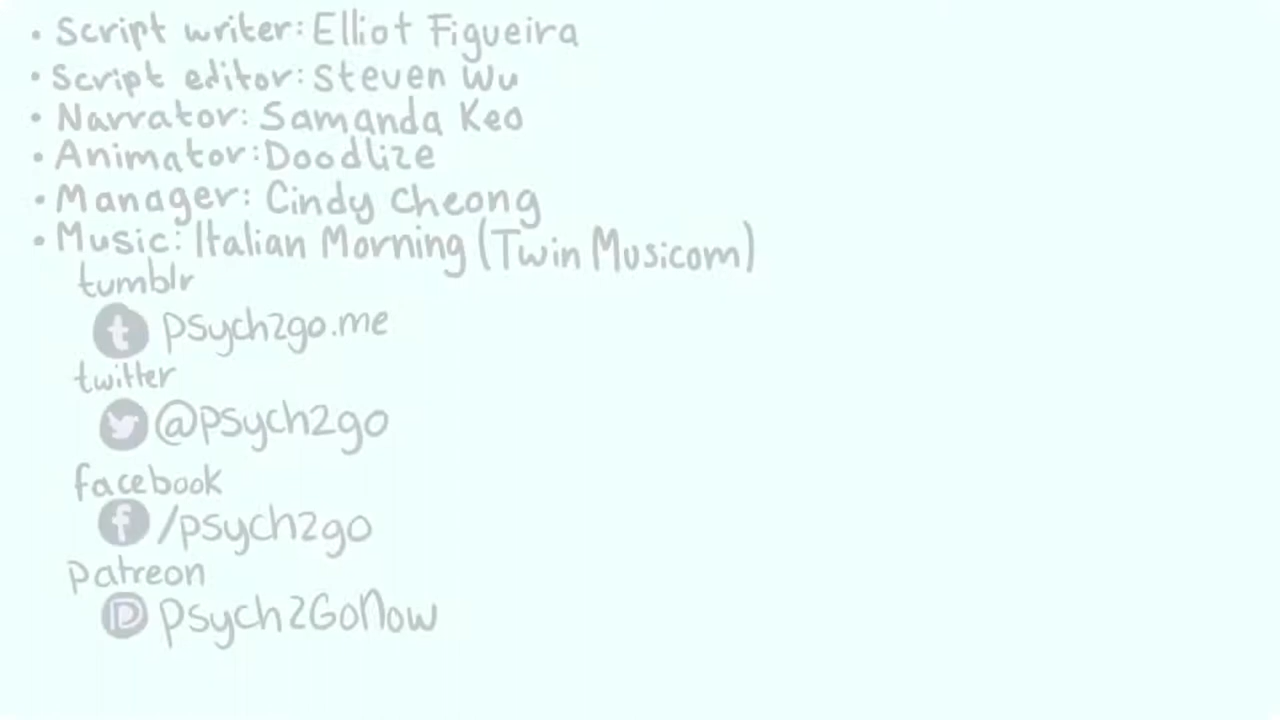 • Script writer: Elliot Figueira
• Script editor: Steven Wu
• Narrator: Samanda Keo
• Animator: Doodlize
• Manager: Cindy Cheong
• Music: Italian Morning (Twin Musicom)
tumblr
t psych2go.me
twitter
@psych2go
facebook
f /psych2go
patreon
P psych2GoNow